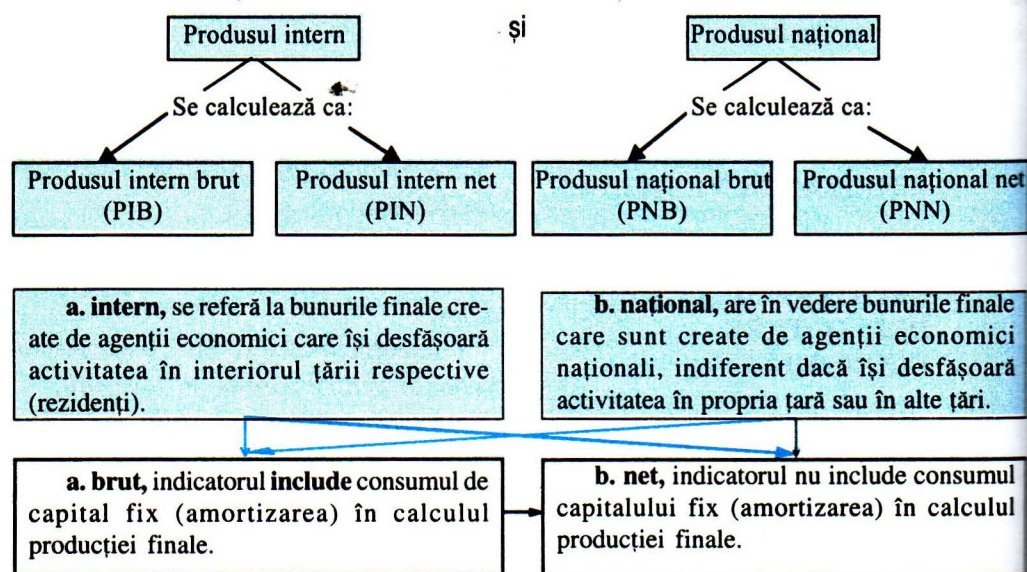 Produsul intern
și
Produsul național
Se calculează ca:
Se calculează ca:
Produsul intern brut
(PIB)
Produsul intern net
(PIN)
Produsul național brut
(PNB)
Produsul național net
(PNN)
a. intern, se referă la bunurile finale cre-
ate de agenții economici care își desfășoară
activitatea în interiorul țării respective
(rezidenți).
b. național, are în vedere bunurile finale
care sunt create de agenții economici
naționali, indiferent dacă își desfășoară
activitatea în propria țară sau în alte țări.
a. brut, indicatorul include consumul de
capital fix (amortizarea) în calculul
producției finale.
b. net, indicatorul nu include consumul
capitalului fix (amortizarea) în calculul
producției finale.